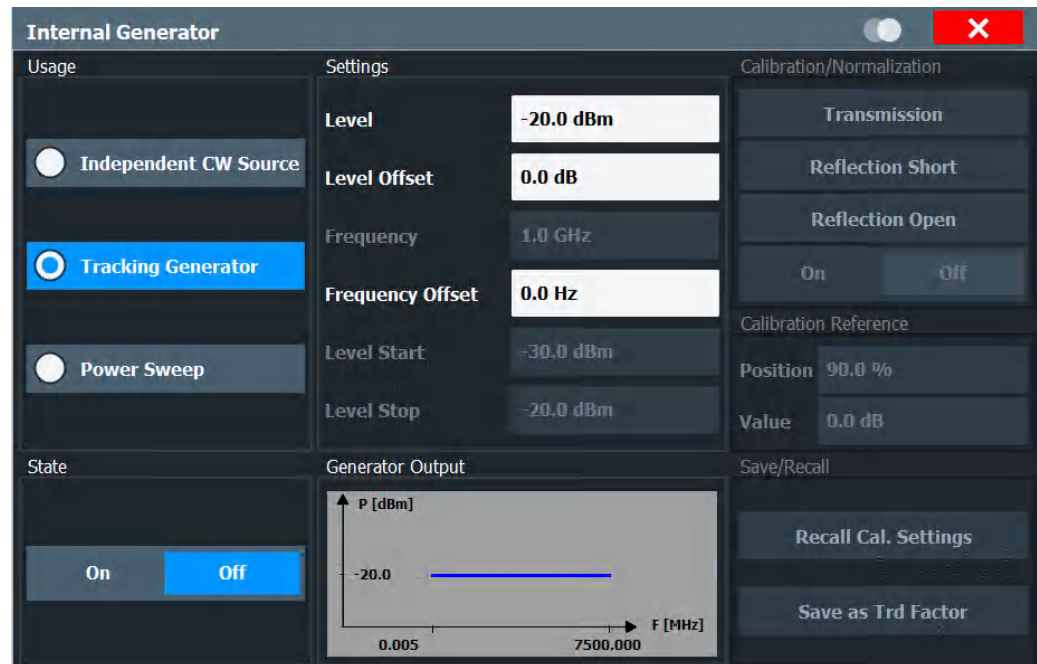 Internal Generator
Usage
Independent CW Source
Tracking Generator
Power Sweep
State
On Off
Settings
Level -20.0 dBm
Level Offset 0.0 dB
Frequency 1.0 GHz
Frequency Offset 0.0 Hz
Level Start -30.0 dBm
Level Stop -20.0 dBm
Generator Output
P [dBm]
-20.0
F [MHz]
0.005 7500.000
Calibration/Normalization
Transmission
Reflection Short
Reflection Open
On Off
Calibration Reference
Position 90.0 %
Value 0.0 dB
Save/Recall
Recall Cal. Settings
Save as Trd Factor